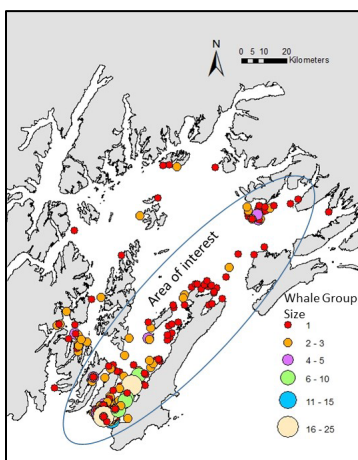 N
0 5 10 20
Kilometers
Area of interest
Whale Group
Size
1
2 - 3
4 - 5
6 - 10
11 - 15
16 - 25